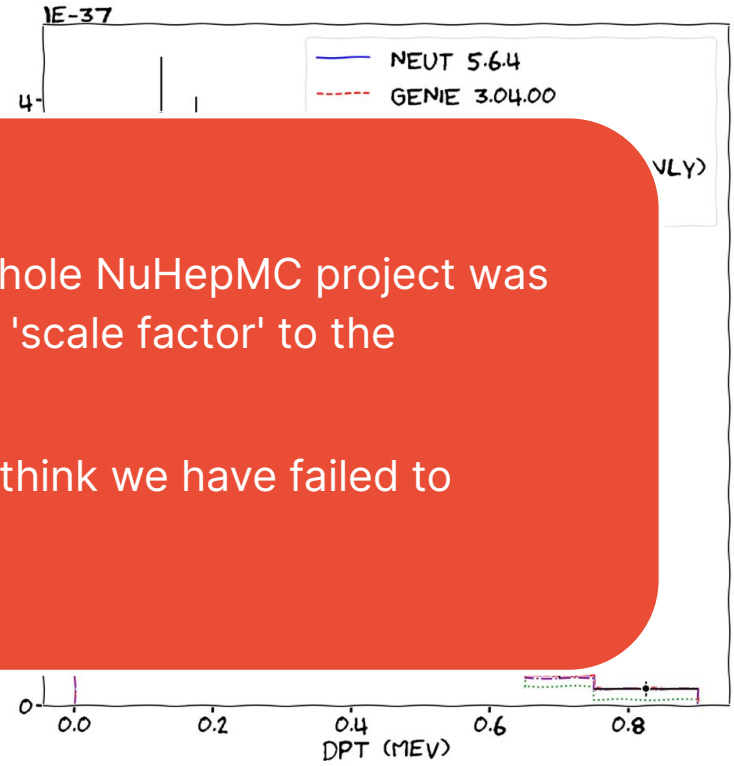 1E-37
NEUT 5.6.4
GENIE 3.04.00
4
NLY)
hole NuHepMC project was
'scale factor' to the
think we have failed to
0
0.0 0.2 0.4 0.6 0.8
DPT (MEV)